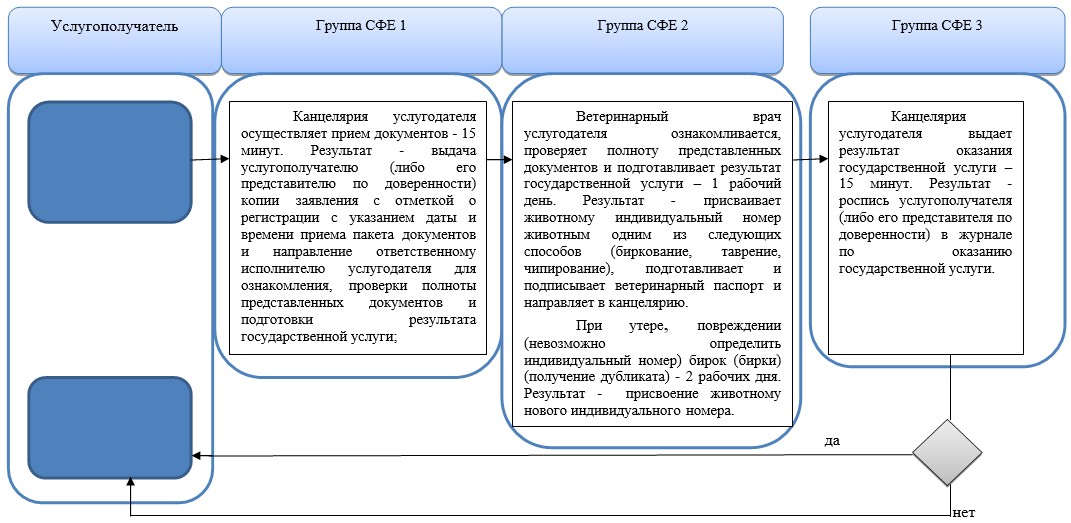 Услугополучатель
Группа СФЕ 1
Группа СФЕ 2
Группа СФЕ 3
Канцелярия услугодателя
осуществляет прием документов - 15
минут. Результат - выдача
услугополучателю (либо его
представителю по доверенности)
копии заявления с отметкой о
регистрации с указанием даты и
времени приема пакета документов
и направление ответственному
исполнителю услугодателя для
ознакомления, проверки полноты
представленных документов и
подготовки результата
государственной услуги;
Ветеринарный врач
услугодателя ознакомливается,
проверяет полноту представленных
документов и подготавливает результат
государственной услуги – 1 рабочий
день. Результат - присваивает
животному индивидуальный номер
животным одним из следующих
способов (биркование, таврение,
чипирование), подготавливает и
подписывает ветеринарный паспорт и
направляет в канцелярию.
При утере, повреждении
(невозможно определить
индивидуальный номер) бирок (бирки)
(получение дубликата) - 2 рабочих дня.
Результат - присвоение животному
нового индивидуального номера.
Канцелярия
услугодателя выдает
результат оказания
государственной услуги –
15 минут. Результат -
роспись услугополучателя
(либо его представителя по
доверенности) в журнале
по оказанию
государственной услуги.
да
нет